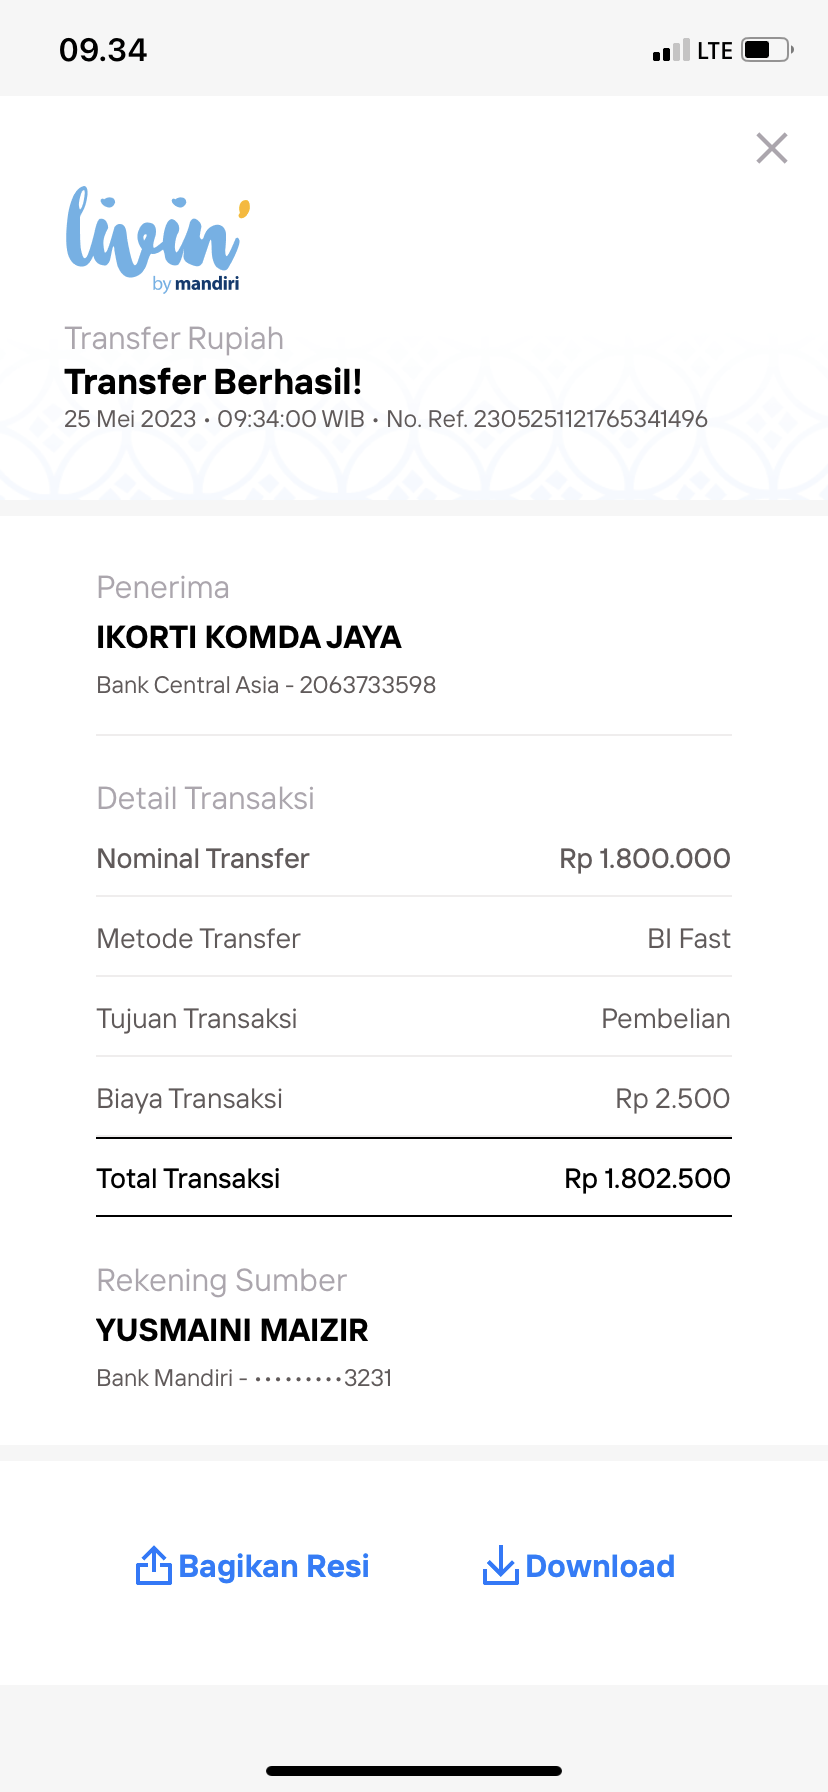 09.34
LTE
livin'
by mandiri
Transfer Rupiah
Transfer Berhasil!
25 Mei 2023 • 09:34:00 WIB • No. Ref. 2305251121765341496
Penerima
IKORTI KOMDA JAYA
Bank Central Asia - 2063733598
Detail Transaksi
Nominal Transfer Rp 1.800.000
Metode Transfer BI Fast
Tujuan Transaksi Pembelian
Biaya Transaksi Rp 2.500
Total Transaksi Rp 1.802.500
Rekening Sumber
YUSMAINI MAIZIR
Bank Mandiri - •••••••••3231
Bagikan Resi Download